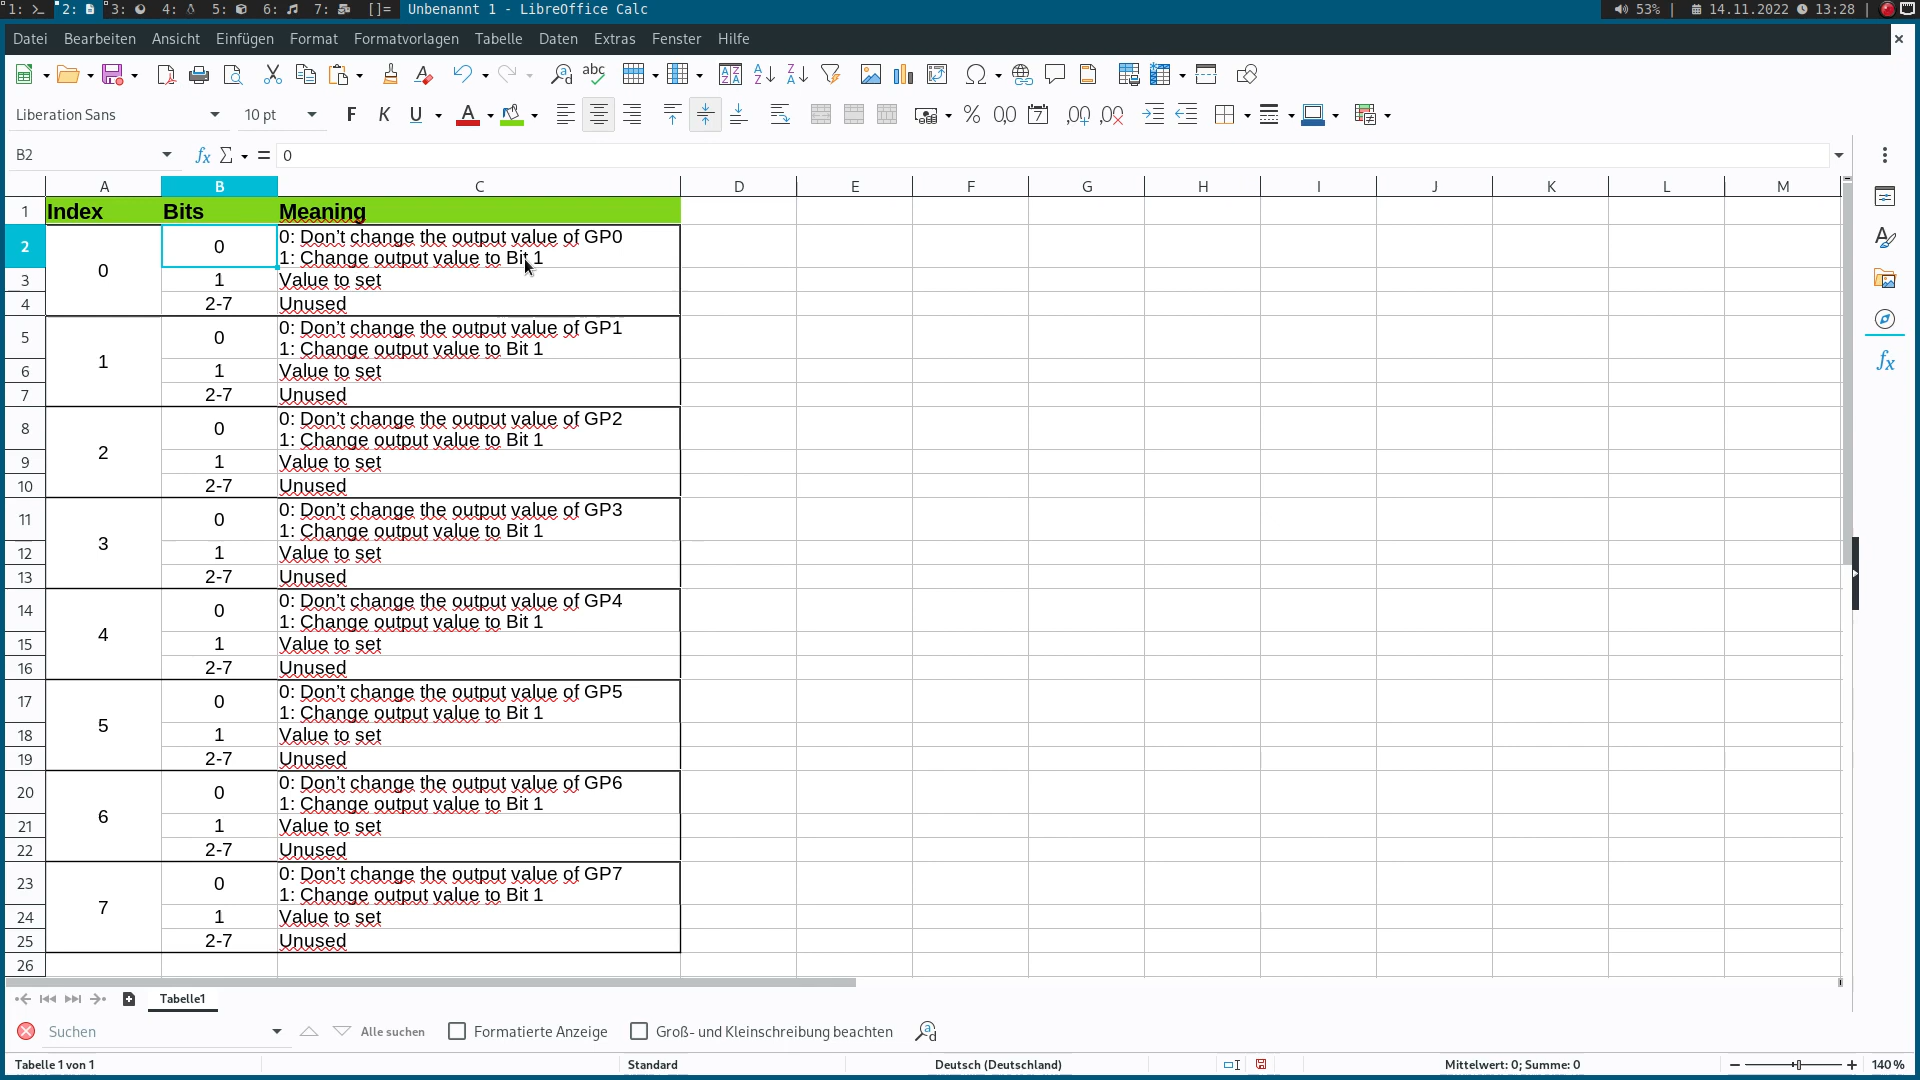 1: 2: 3: 4: 5: 6: 7: []= Unbenannt 1 - LibreOffice Calc 53% | 14.11.2022 13:28 |
Datei Bearbeiten Ansicht Einfügen Format Formatvorlagen Tabelle Daten Extras Fenster Hilfe
Liberation Sans 10 pt F K U
B2 fx Σ = 0
A B C D E F G H I J K L M
1 Index Bits Meaning
2 0 0 0: Don't change the output value of GP0
1: Change output value to Bit 1
3 1 Value to set
4 2-7 Unused
5 1 0 0: Don't change the output value of GP1
1: Change output value to Bit 1
6 1 Value to set
7 2-7 Unused
8 2 0 0: Don't change the output value of GP2
1: Change output value to Bit 1
9 1 Value to set
10 2-7 Unused
11 3 0 0: Don't change the output value of GP3
1: Change output value to Bit 1
12 1 Value to set
13 2-7 Unused
14 4 0 0: Don't change the output value of GP4
1: Change output value to Bit 1
15 1 Value to set
16 2-7 Unused
17 5 0 0: Don't change the output value of GP5
1: Change output value to Bit 1
18 1 Value to set
19 2-7 Unused
20 6 0 0: Don't change the output value of GP6
1: Change output value to Bit 1
21 1 Value to set
22 2-7 Unused
23 7 0 0: Don't change the output value of GP7
1: Change output value to Bit 1
24 1 Value to set
25 2-7 Unused
26
Tabelle1
Suchen Alle suchen Formatierte Anzeige Groß- und Kleinschreibung beachten
Tabelle 1 von 1 Standard Deutsch (Deutschland) Mittelwert: 0; Summe: 0 140 %